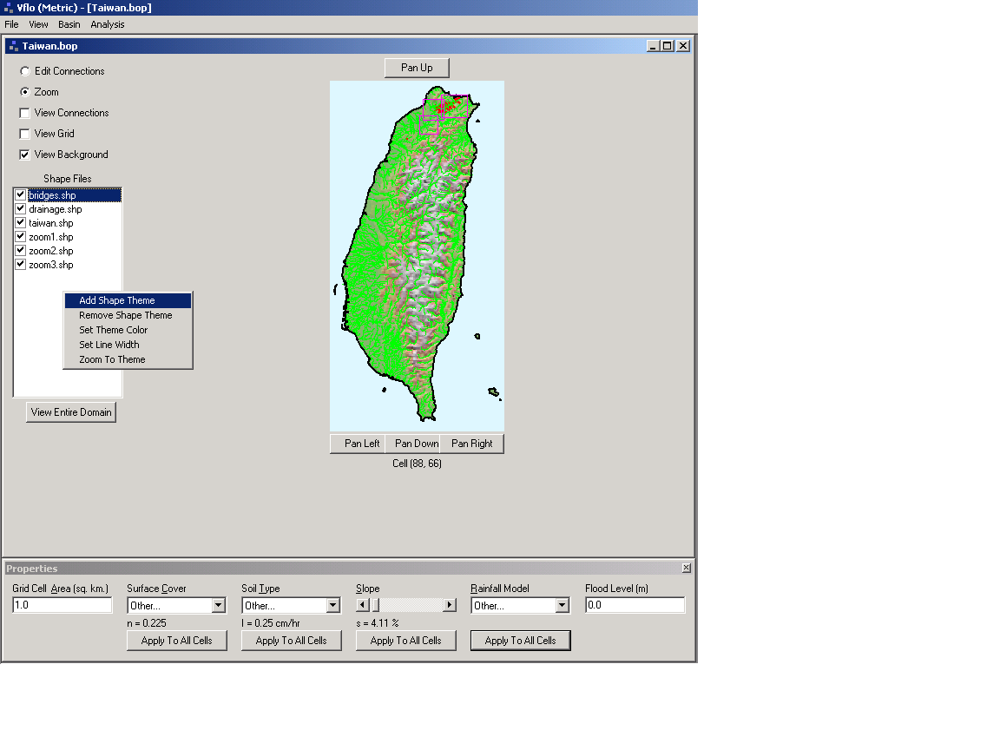 Vflo (Metric) - [Taiwan.bop]
File View Basin Analysis
Taiwan.bop
Edit Connections
Zoom
View Connections
View Grid
View Background
Shape Files
bridges.shp
drainage.shp
taiwan.shp
zoom1.shp
zoom2.shp
zoom3.shp
Add Shape Theme
Remove Shape Theme
Set Theme Color
Set Line Width
Zoom To Theme
View Entire Domain
Pan Up
Pan Left Pan Down Pan Right
Cell (88, 66)
Properties
Grid Cell Area (sq. km.) Surface Cover Soil Type Slope Rainfall Model Flood Level (m)
1.0 Other... Other... Other... 0.0
n = 0.225 I = 0.25 cm/hr s = 4.11 %
Apply To All Cells Apply To All Cells Apply To All Cells Apply To All Cells